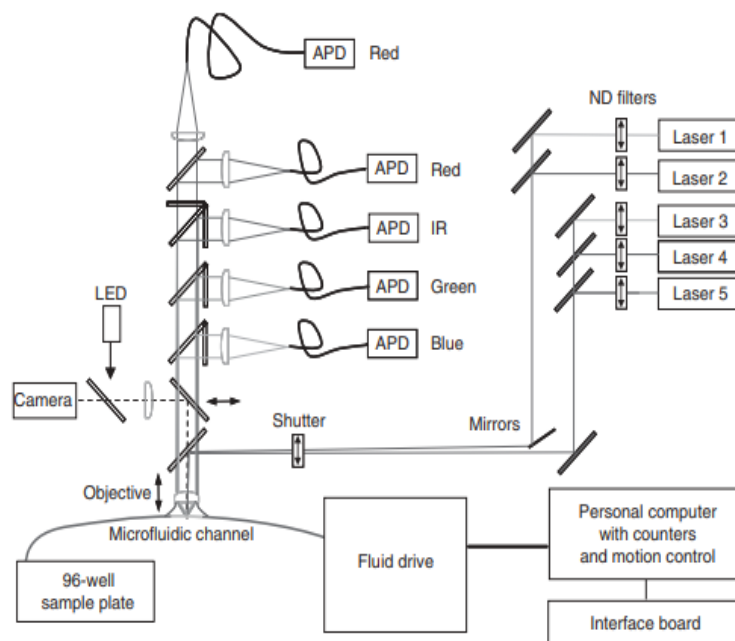 APD Red
ND filters
Laser 1
Laser 2
APD Red
Laser 3
APD IR
Laser 4
APD Green
Laser 5
LED
APD Blue
Camera
Shutter
Mirrors
Objective
Microfluidic channel
Personal computer
with counters
and motion control
Fluid drive
96-well
sample plate
Interface board